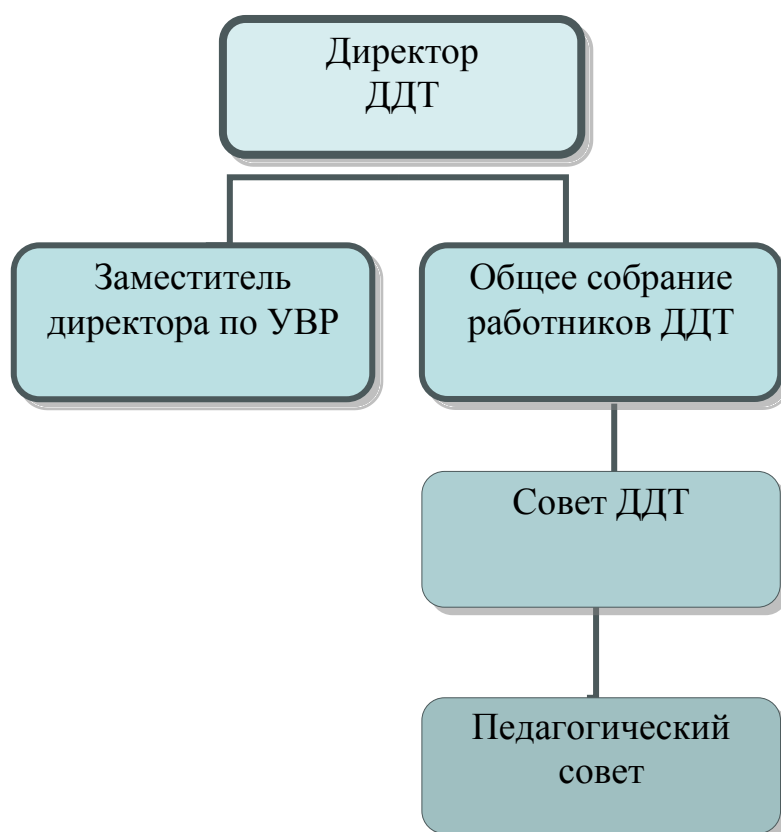 Директор
ДДТ
Заместитель
директора по УВР
Общее собрание
работников ДДТ
Совет ДДТ
Педагогический
совет